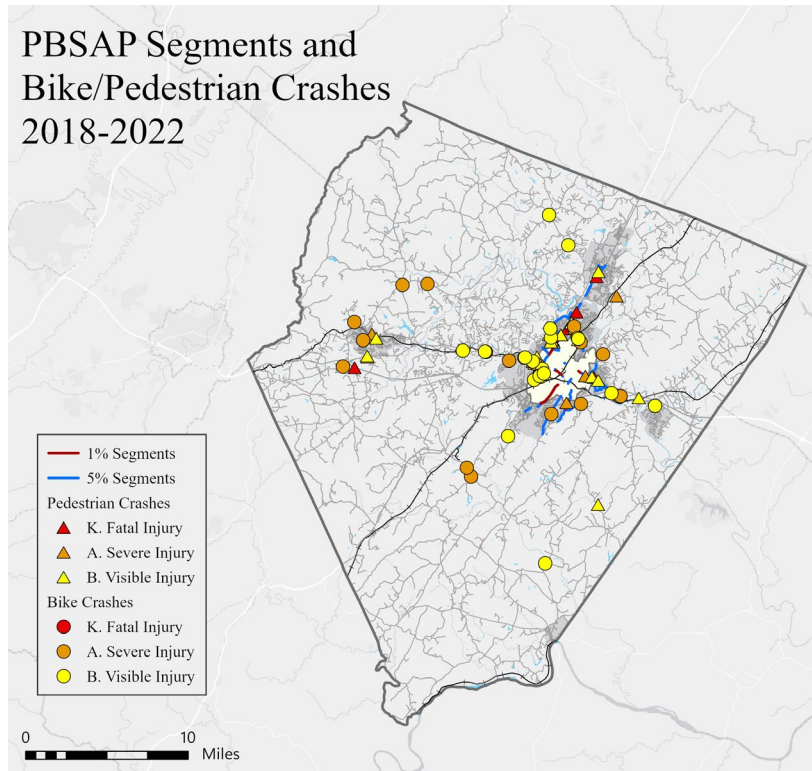 PBSAP Segments and
Bike/Pedestrian Crashes
2018-2022
1% Segments
5% Segments
Pedestrian Crashes
K. Fatal Injury
A. Severe Injury
B. Visible Injury
Bike Crashes
K. Fatal Injury
A. Severe Injury
B. Visible Injury
0 10
Miles